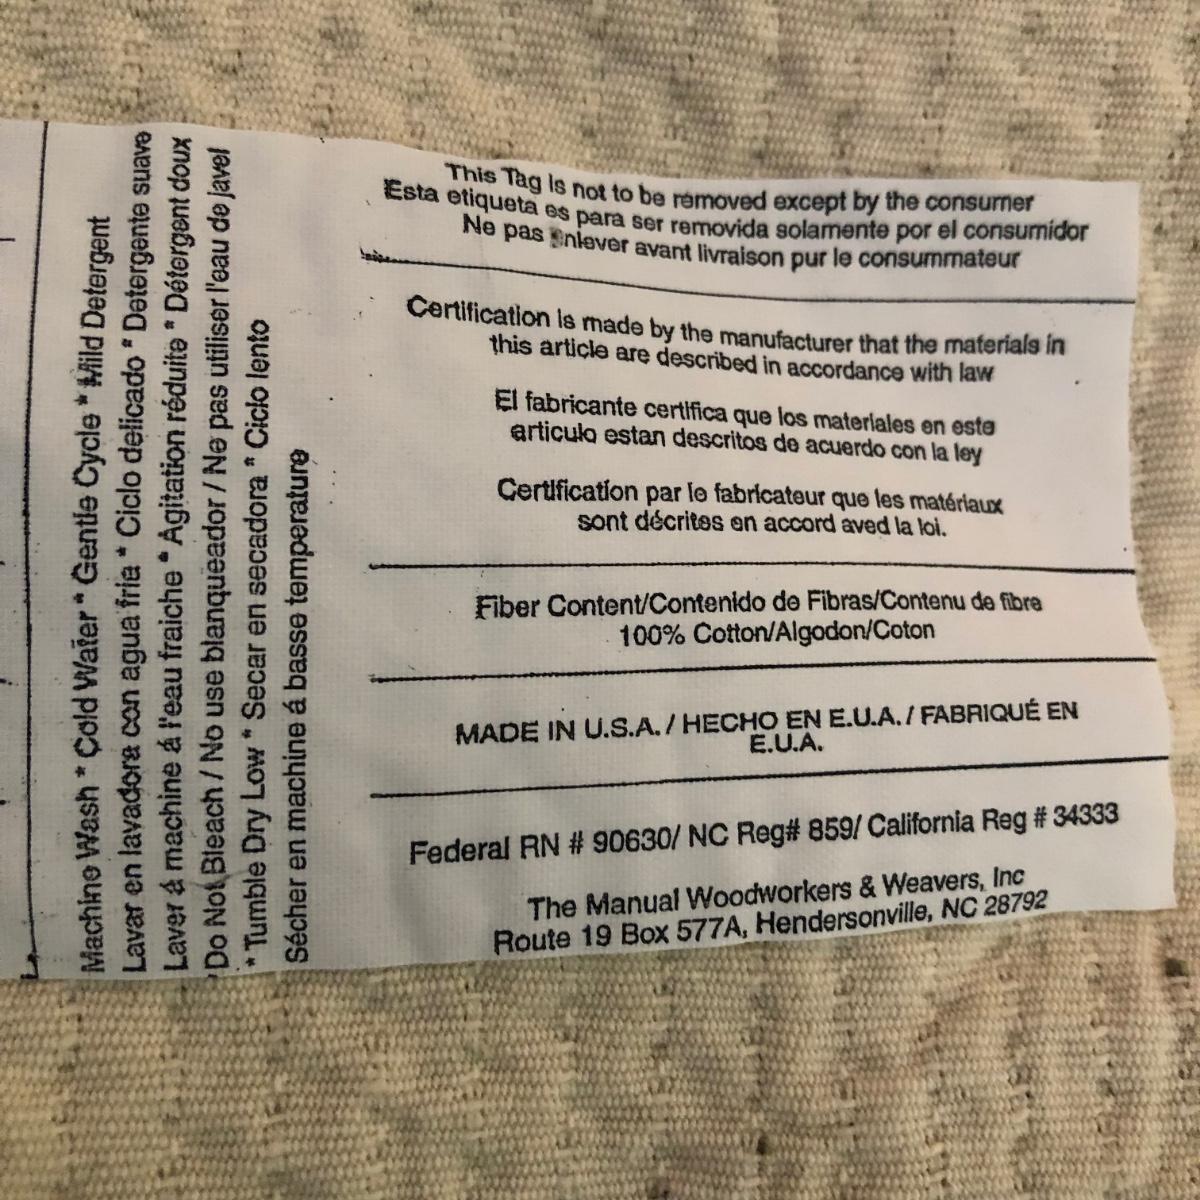 This Tag is not to be removed except by the consumer
Esta etiqueta es para ser removida solamente por el consumidor
Ne pas enlever avant livraison pur le consummateur
Certification is made by the manufacturer that the materials in
this article are described in accordance with law
El fabricante certifica que los materiales en este
articulo estan descritos de acuerdo con la ley
Certification par le fabricateur que les matériaux
sont décrites en accord aved la loi.
Fiber Content/Contenido de Fibras/Contenu de fibre
100% Cotton/Algodon/Coton
MADE IN U.S.A. / HECHO EN E.U.A. / FABRIQUÉ EN
E.U.A.
Federal RN # 90630/ NC Reg# 859/ California Reg # 34333
The Manual Woodworkers & Weavers, Inc
Route 19 Box 577A, Hendersonville, NC 28792
Machine Wash * Cold Water * Gentle Cycle * Mild Detergent
Lavar en lavadora con agua fria * Ciclo delicado * Detergente suave
Laver á machine á l'eau fraiche * Agitation réduite * Détergent doux
*Do Not Bleach / No use blanqueador / Ne pas utiliser l'eau de javel
* Tumble Dry Low * Secar en secadora * Ciclo lento
Sécher en machine á basse temperature